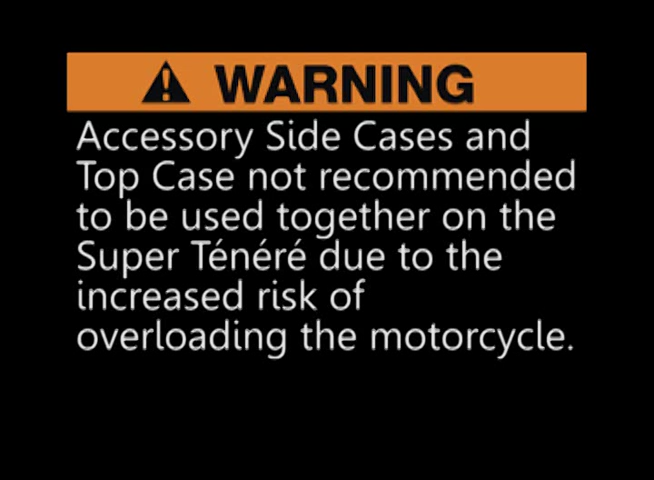 WARNING
Accessory Side Cases and
Top Case not recommended
to be used together on the
Super Ténéré due to the
increased risk of
overloading the motorcycle.